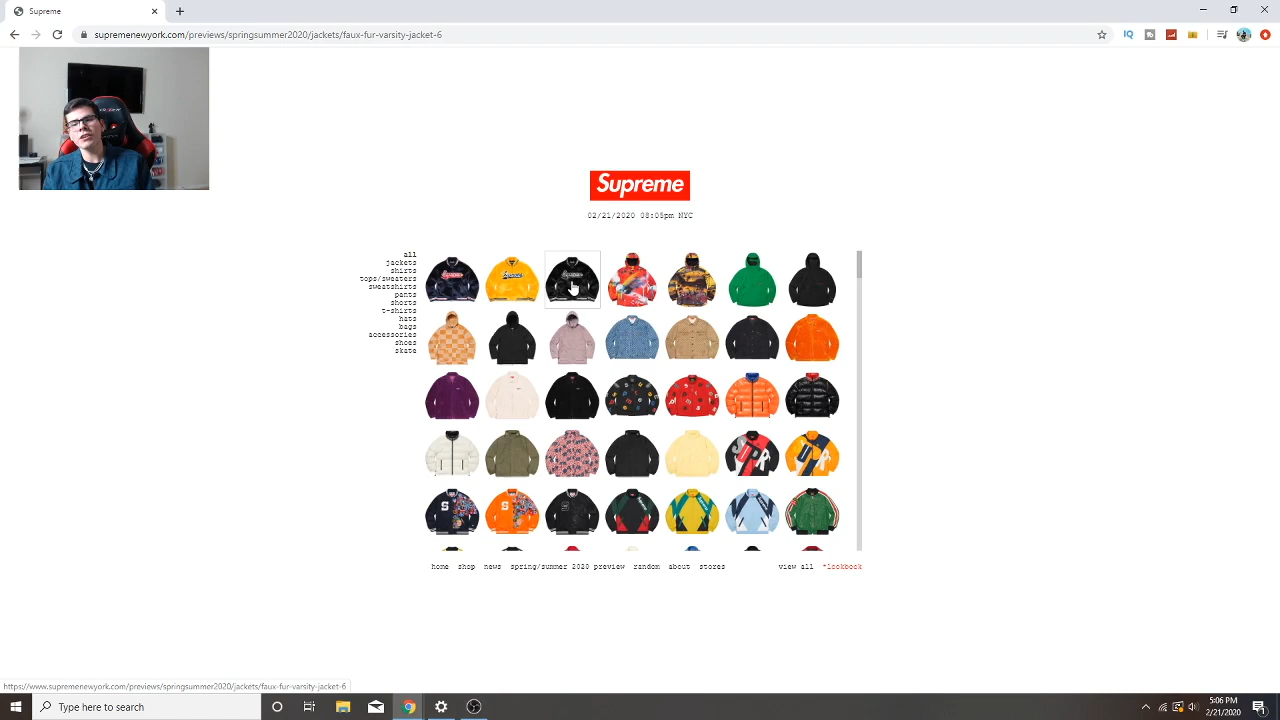 Supreme
supremenewyork.com/previews/springsummer2020/jackets/faux-fur-varsity-jacket-6
IQ
Supreme
02/21/2020 08:05pm NYC
all
jackets
shirts
tops/sweaters
sweatshirts
pants
shorts
t-shirts
hats
bags
accessories
shoes
skate
home shop news spring/summer 2020 preview random about stores view all *lookbook
https://www.supremenewyork.com/previews/springsummer2020/jackets/faux-fur-varsity-jacket-6
Type here to search
5:06 PM
2/21/2020